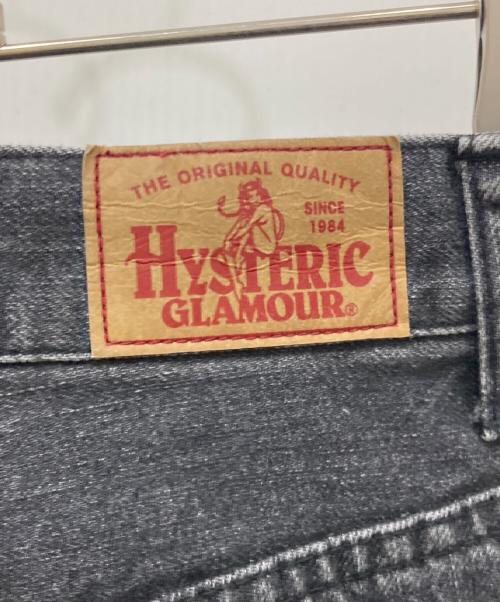 THE ORIGINAL QUALITY
SINCE
1984
HYSTERIC
GLAMOUR®